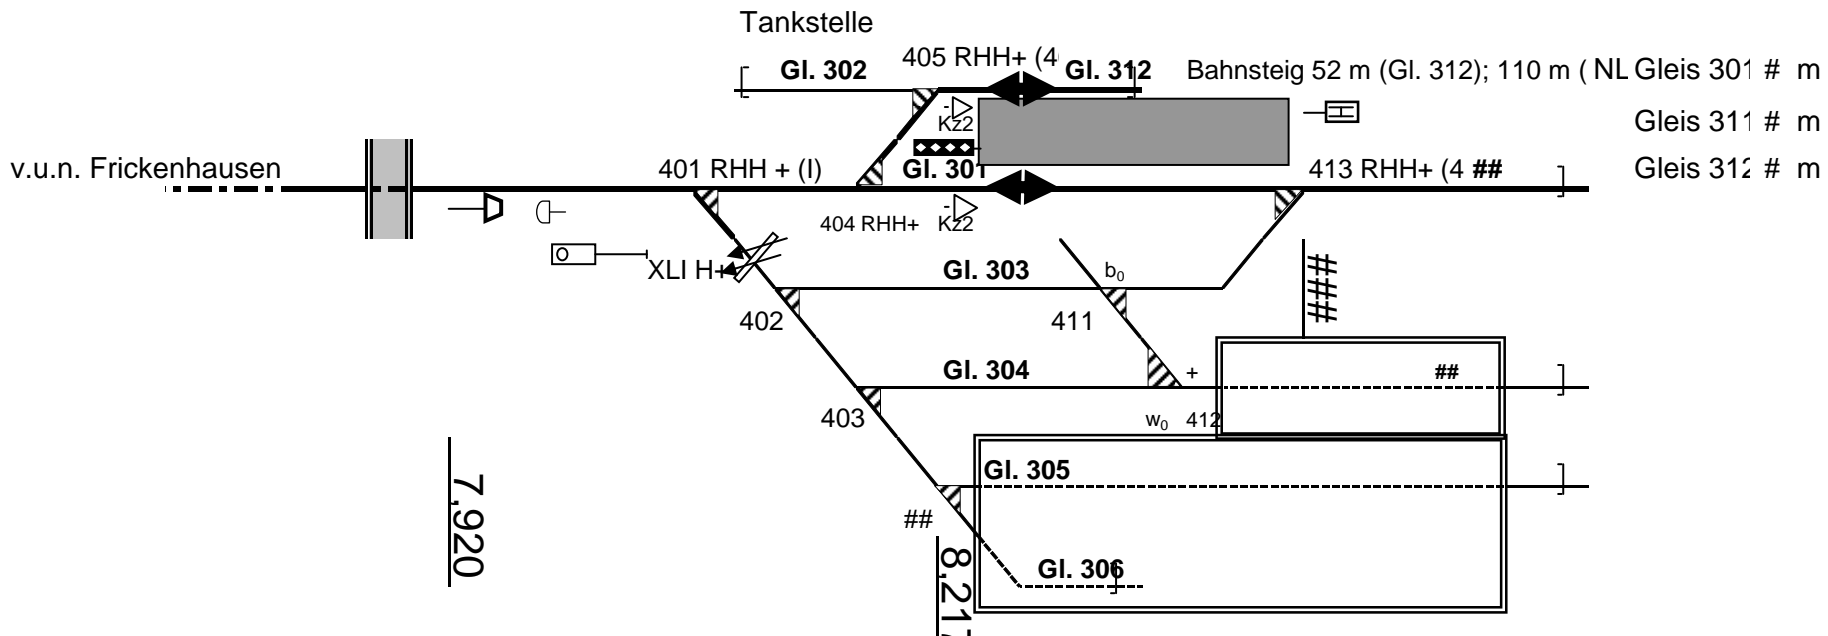 Tankstelle
405 RHH+ (4
Gl. 302
Gl. 312
Bahnsteig 52 m (Gl. 312); 110 m ( NL
Gleis 301 # m
Kz2
Gleis 311 # m
v.u.n. Frickenhausen
401 RHH + (I)
Gl. 301
413 RHH+ (4 ##
Gleis 312 # m
404 RHH+
Kz2
XLI H+
Gl. 303
b0
####
402
411
Gl. 304
+
##
403
w0 412
Gl. 305
7,920
##
8,217
Gl. 306